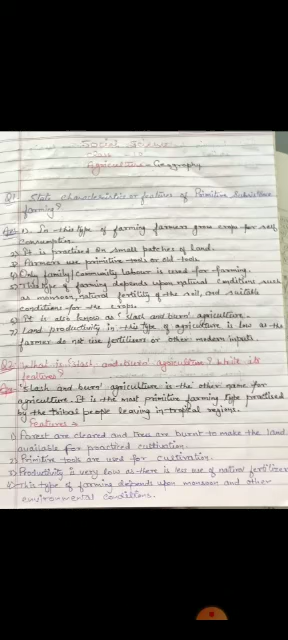 Social Science
Agriculture - Geography
Q1 State characteristics or features of Primitive Subsistence
farming?
Ans 1) In this type of farming farmers grow crops for self
consumption.
2) It is practised on small patches of land.
3) Farmers use primitive tools or old tools
4) Only family/community labour is used for farming.
5) This type of farming depends upon natural conditions such
as monsoon, natural fertility of the soil, and suitable
conditions for the crops.
6) It is also known as 'slash and burn' agriculture.
7) Land productivity in this type of agriculture is low as the
farmer do not use fertilisers or other modern inputs.
Q2 What is 'slash and burn' agriculture? Write its
features?
Ans 'Slash and burn' agriculture is the other name for
agriculture. It is the most primitive farming type practised
by the tribal people leaving in tropical regions.
Features
1) Forest are cleared and tree are burnt to make the land
available for practised cultivation.
2) Primitive tools are used for cultivation.
3) Productivity is very low as there is less use of natural fertilizer
4) This type of farming depends upon monsoon and other
environmental conditions.